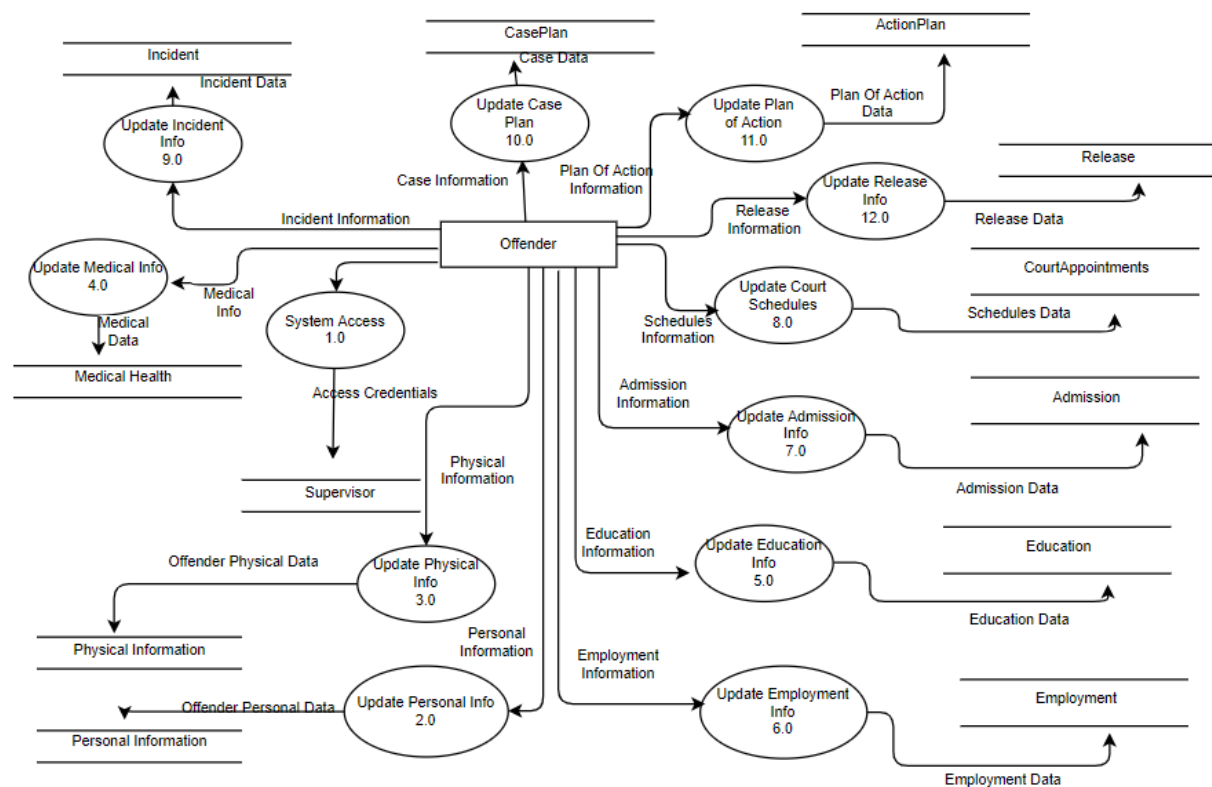 CasePlan
ActionPlan
Incident
Case Data
Incident Data
Update Case
Plan
10.0
Update Plan
of Action
11.0
Plan Of Action
Data
Update Incident
Info
9.0
Release
Case Information
Plan Of Action
Information
Update Release
Info
12.0
Incident Information
Release
Information
Release Data
Offender
Update Medical Info
4.0
CourtAppointments
Medical
Info
Update Court
Schedules
8.0
Medical
Data
System Access
1.0
Schedules
Information
Schedules Data
Medical Health
Access Credentials
Admission
Information
Admission
Update Admission
Info
7.0
Physical
Information
Supervisor
Admission Data
Education
Information
Update Education
Info
5.0
Education
Offender Physical Data
Update Physical
Info
3.0
Education Data
Physical Information
Personal
Information
Employment
Information
Offender Personal Data
Update Personal Info
2.0
Update Employment
Info
6.0
Employment
Personal Information
Employment Data